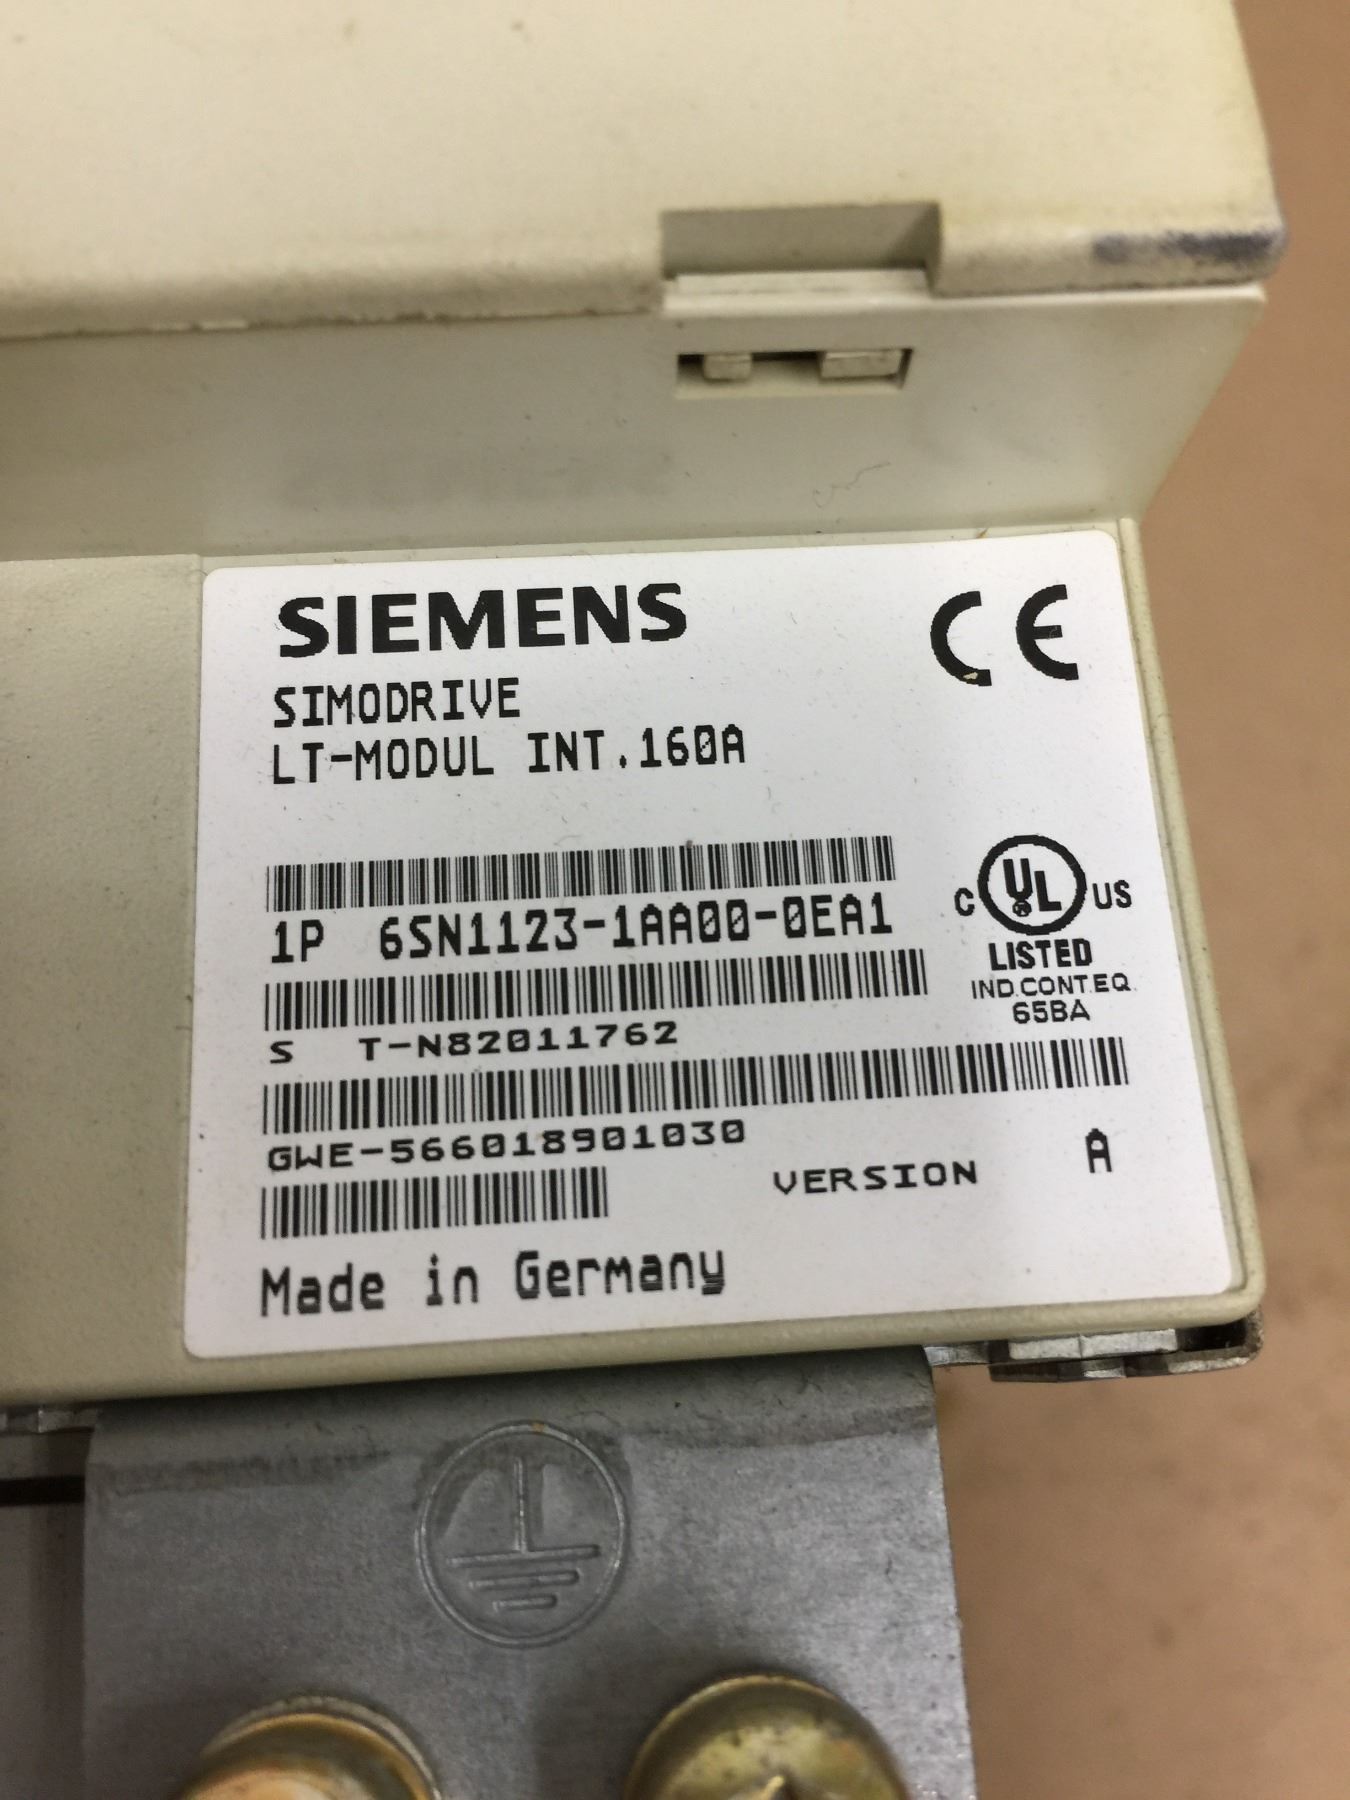 SIEMENS
CE
SIMODRIVE
LT-MODUL INT.160A
1P 6SN1123-1AA00-0EA1
C UL US
LISTED
IND.CONT.EQ.
65BA
S T-N82011762
GWE-566018901030
VERSION A
Made in Germany